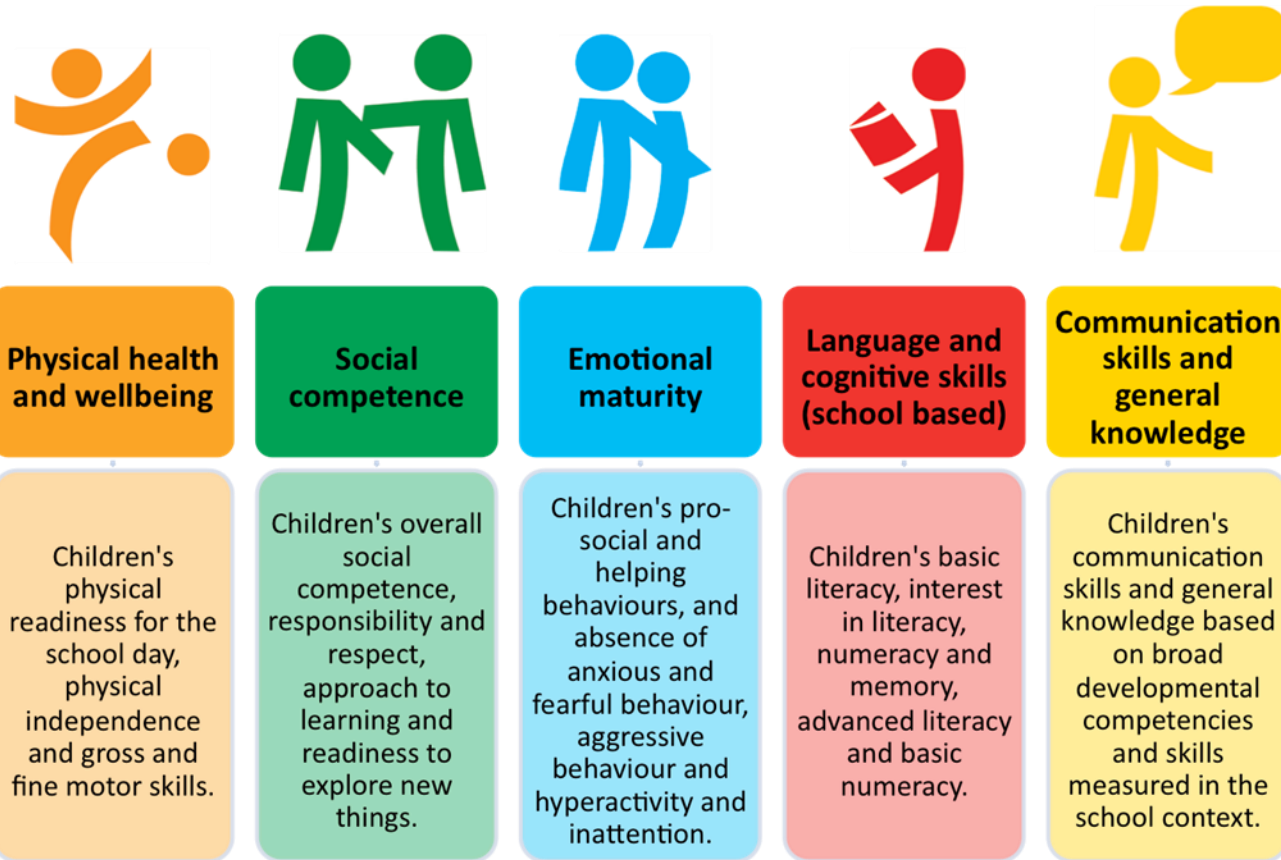 Physical health
and wellbeing
Social
competence
Emotional
maturity
Language and
cognitive skills
(school based)
Communication
skills and
general
knowledge
Children's
physical
readiness for the
school day,
physical
independence
and gross and
fine motor skills.
Children's overall
social
competence,
responsibility and
respect,
approach to
learning and
readiness to
explore new
things.
Children's pro-
social and
helping
behaviours, and
absence of
anxious and
fearful behaviour,
aggressive
behaviour and
hyperactivity and
inattention.
Children's basic
literacy, interest
in literacy,
numeracy and
memory,
advanced literacy
and basic
numeracy.
Children's
communication
skills and general
knowledge based
on broad
developmental
competencies
and skills
measured in the
school context.